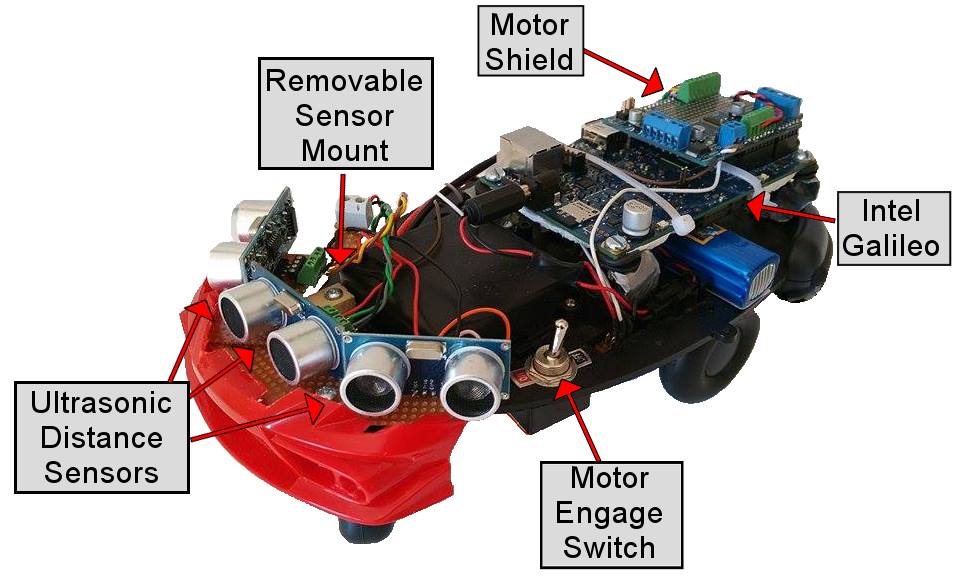 Motor
Shield
Removable
Sensor
Mount
Intel
Galileo
Ultrasonic
Distance
Sensors
Motor
Engage
Switch